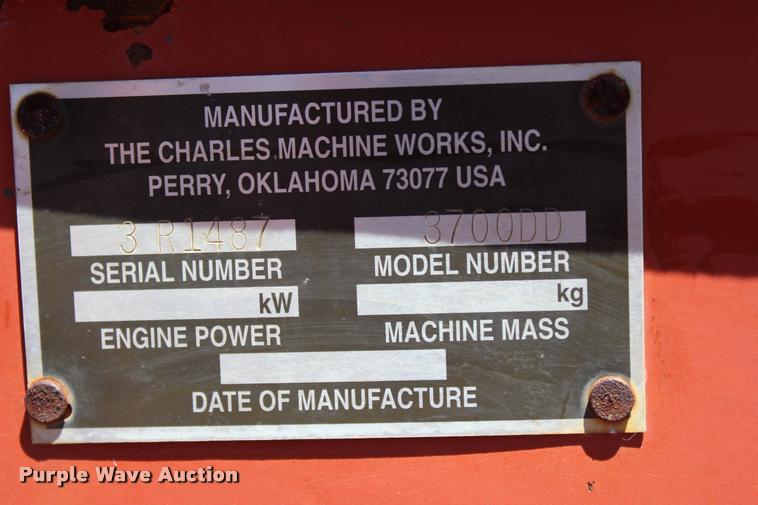 MANUFACTURED BY
THE CHARLES MACHINE WORKS, INC.
PERRY, OKLAHOMA 73077 USA
3R1487 3700DD
SERIAL NUMBER MODEL NUMBER
kW kg
ENGINE POWER MACHINE MASS
DATE OF MANUFACTURE
Purple Wave Auction